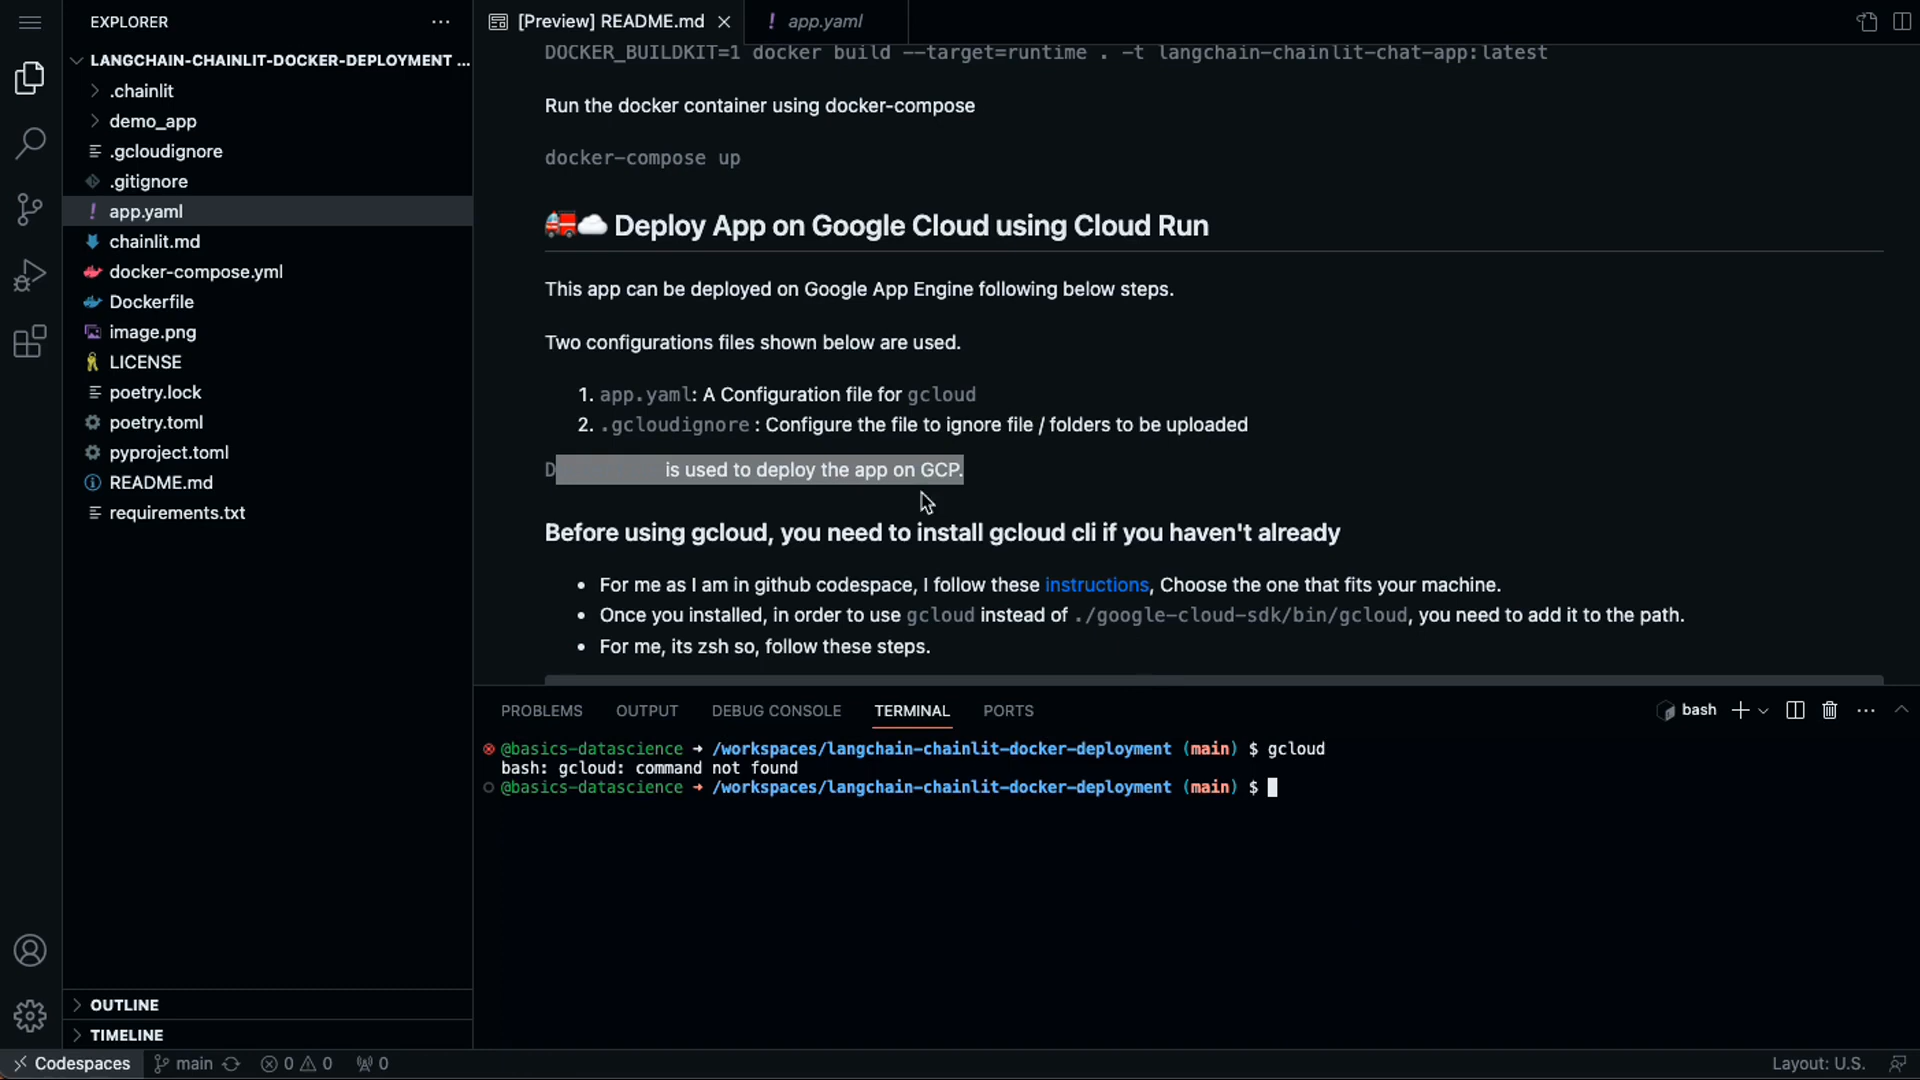 EXPLORER
LANGCHAIN-CHAINLIT-DOCKER-DEPLOYMENT ...
.chainlit
demo_app
.gcloudignore
.gitignore
! app.yaml
chainlit.md
docker-compose.yml
Dockerfile
image.png
LICENSE
poetry.lock
poetry.toml
pyproject.toml
README.md
requirements.txt
OUTLINE
TIMELINE
[Preview] README.md
! app.yaml
DOCKER_BUILDKIT=1 docker build --target=runtime . -t langchain-chainlit-chat-app:latest
Run the docker container using docker-compose
docker-compose up
🚒☁️ Deploy App on Google Cloud using Cloud Run
This app can be deployed on Google App Engine following below steps.
Two configurations files shown below are used.
1. app.yaml: A Configuration file for gcloud
2. .gcloudignore : Configure the file to ignore file / folders to be uploaded
is used to deploy the app on GCP.
Before using gcloud, you need to install gcloud cli if you haven't already
• For me as I am in github codespace, I follow these instructions, Choose the one that fits your machine.
• Once you installed, in order to use gcloud instead of ./google-cloud-sdk/bin/gcloud, you need to add it to the path.
• For me, its zsh so, follow these steps.
PROBLEMS OUTPUT DEBUG CONSOLE TERMINAL PORTS
bash
@basics-datascience ➜ /workspaces/langchain-chainlit-docker-deployment (main) $ gcloud
bash: gcloud: command not found
@basics-datascience ➜ /workspaces/langchain-chainlit-docker-deployment (main) $
Codespaces main 0 0 0 Layout: U.S.